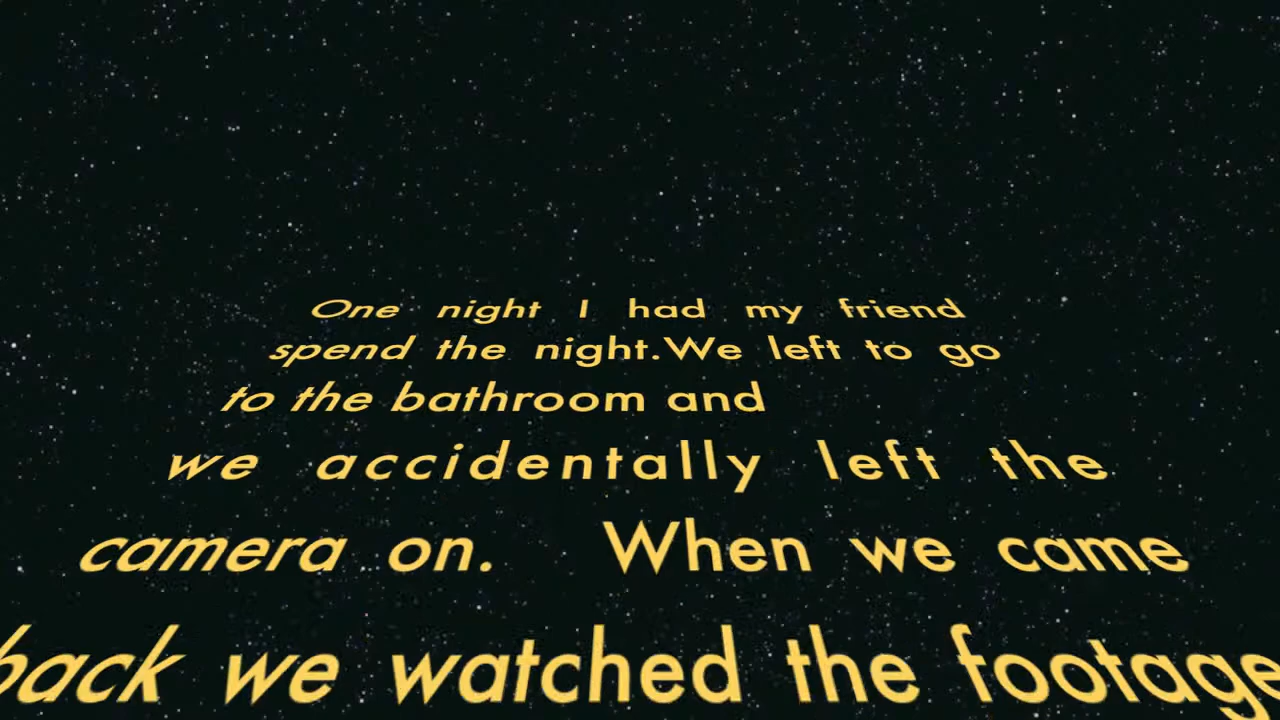 One night I had my friend
spend the night.We left to go
to the bathroom and
we accidentally left the
camera on. When we came
back we watched the footage